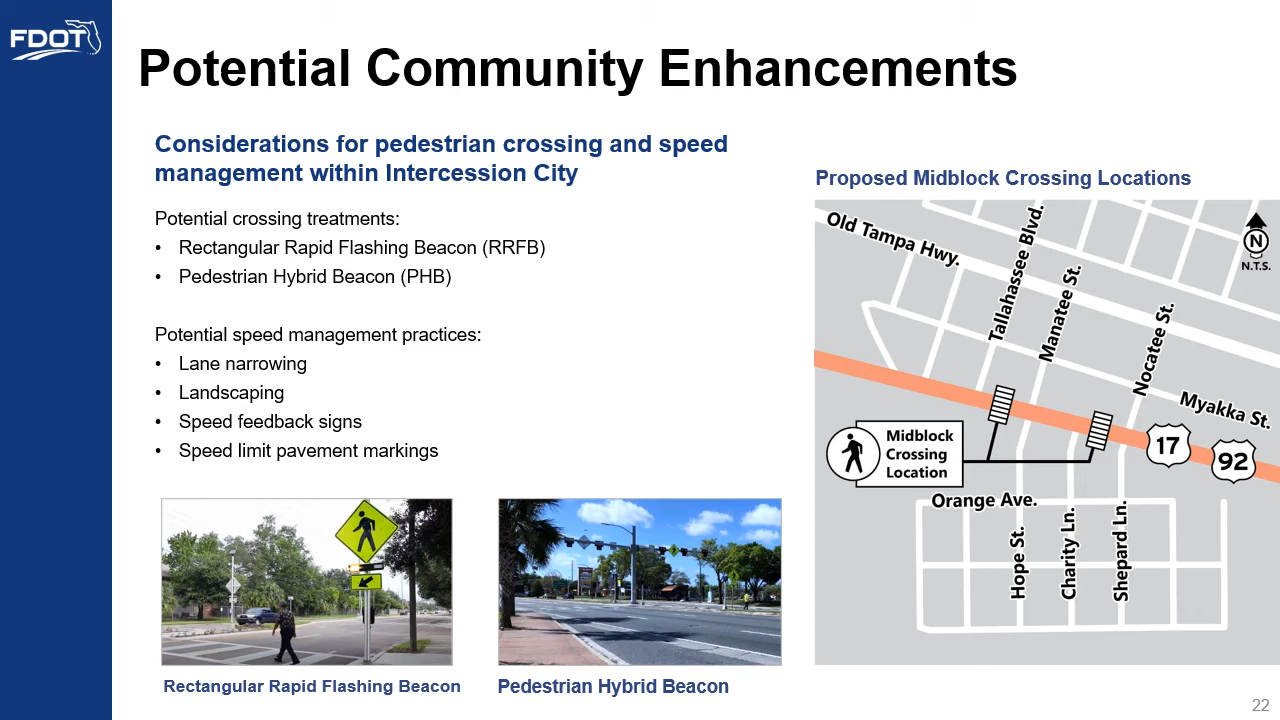 FDOT
Potential Community Enhancements
Considerations for pedestrian crossing and speed
management within Intercession City
Potential crossing treatments:
• Rectangular Rapid Flashing Beacon (RRFB)
• Pedestrian Hybrid Beacon (PHB)
Potential speed management practices:
• Lane narrowing
• Landscaping
• Speed feedback signs
• Speed limit pavement markings
Rectangular Rapid Flashing Beacon
Pedestrian Hybrid Beacon
Proposed Midblock Crossing Locations
Old Tampa Hwy.
Tallahassee Blvd.
Manatee St.
Nocatee St.
Myakka St.
N
N.T.S.
Midblock
Crossing
Location
17
92
Orange Ave.
Hope St.
Charity Ln.
Shepard Ln.
22